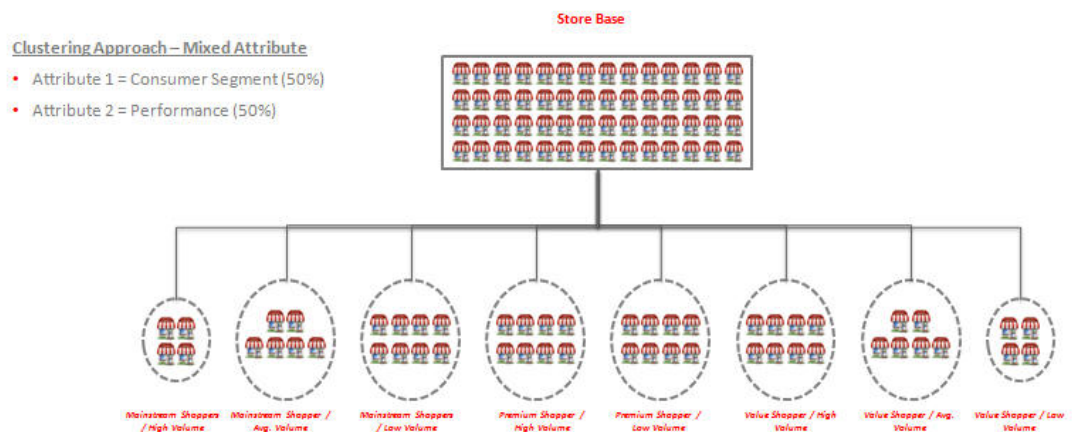 Store Base
Clustering Approach – Mixed Attribute
• Attribute 1 = Consumer Segment (50%)
• Attribute 2 = Performance (50%)
Mainstream Shoppers
/ High Volume
Mainstream Shopper /
Avg. Volume
Mainstream Shoppers
/ Low Volume
Premium Shopper /
High Volume
Premium Shopper /
Low Volume
Value Shopper / High
Volume
Value Shopper / Avg.
Volume
Value Shopper / Low
Volume